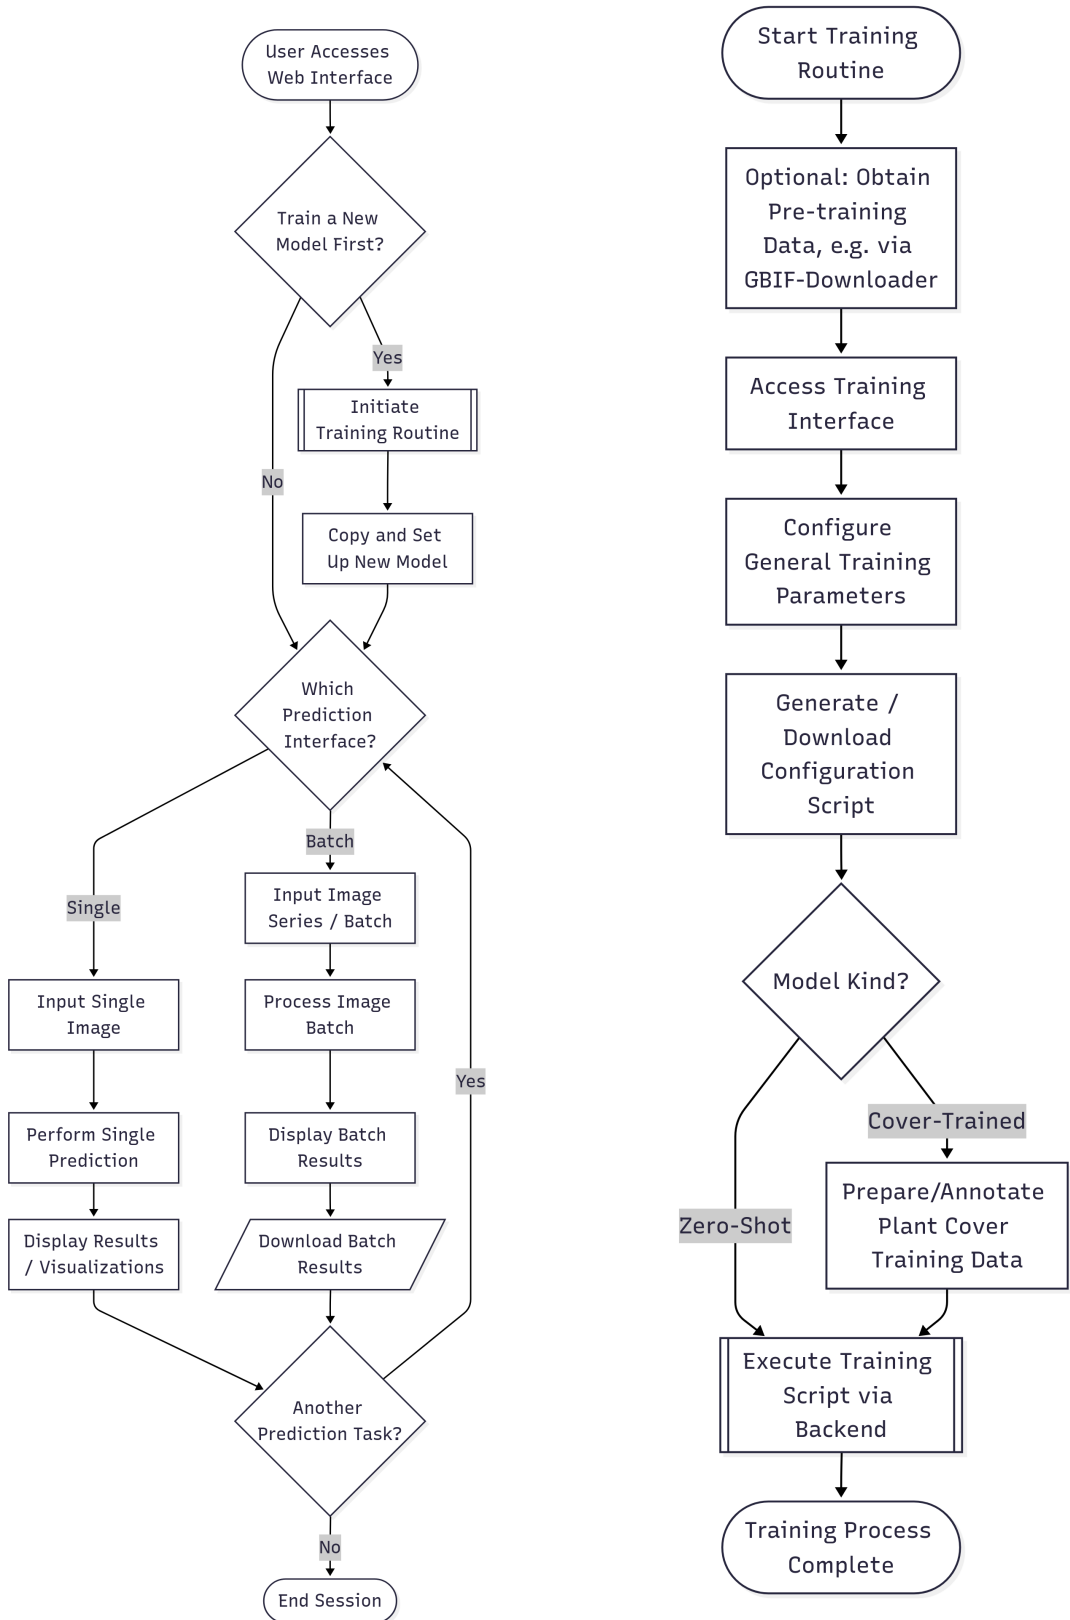 User Accesses
Web Interface
Train a New
Model First?
Yes
Initiate
Training Routine
No
Copy and Set
Up New Model
Which
Prediction
Interface?
Batch
Single
Input Image
Series / Batch
Input Single
Image
Process Image
Batch
Yes
Perform Single
Prediction
Display Batch
Results
Display Results
/ Visualizations
Download Batch
Results
Another
Prediction Task?
No
End Session
Start Training
Routine
Optional: Obtain
Pre-training
Data, e.g. via
GBIF-Downloader
Access Training
Interface
Configure
General Training
Parameters
Generate /
Download
Configuration
Script
Model Kind?
Cover-Trained
Zero-Shot
Prepare/Annotate
Plant Cover
Training Data
Execute Training
Script via
Backend
Training Process
Complete